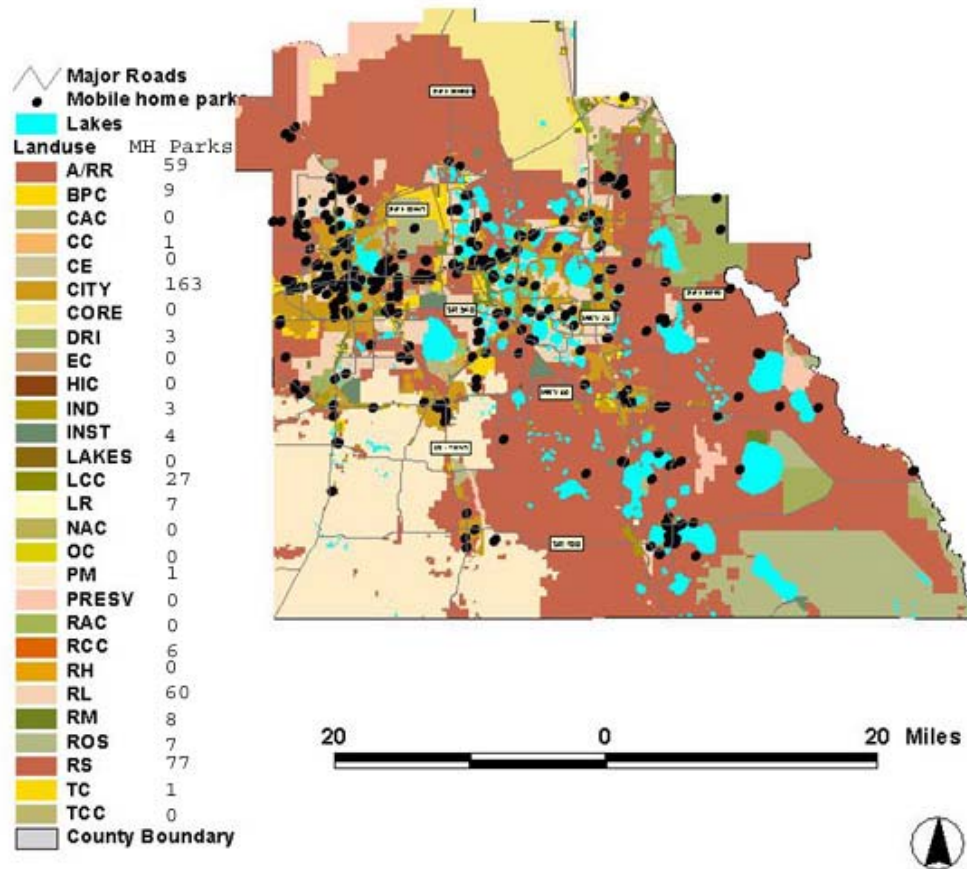 Major Roads
Mobile home parks
Lakes
Landuse MH Parks
A/RR 59
BPC 9
CAC 0
CC 1
CE 0
CITY 163
CORE 0
DRI 3
EC 0
HIC 0
IND 3
INST 4
LAKES 0
LCC 27
LR 7
NAC 0
OC 0
PM 1
PRESV 0
RAC 0
RCC 6
RH 0
RL 60
RM 8
ROS 7
RS 77
TC 1
TCC 0
County Boundary
20 0 20 Miles